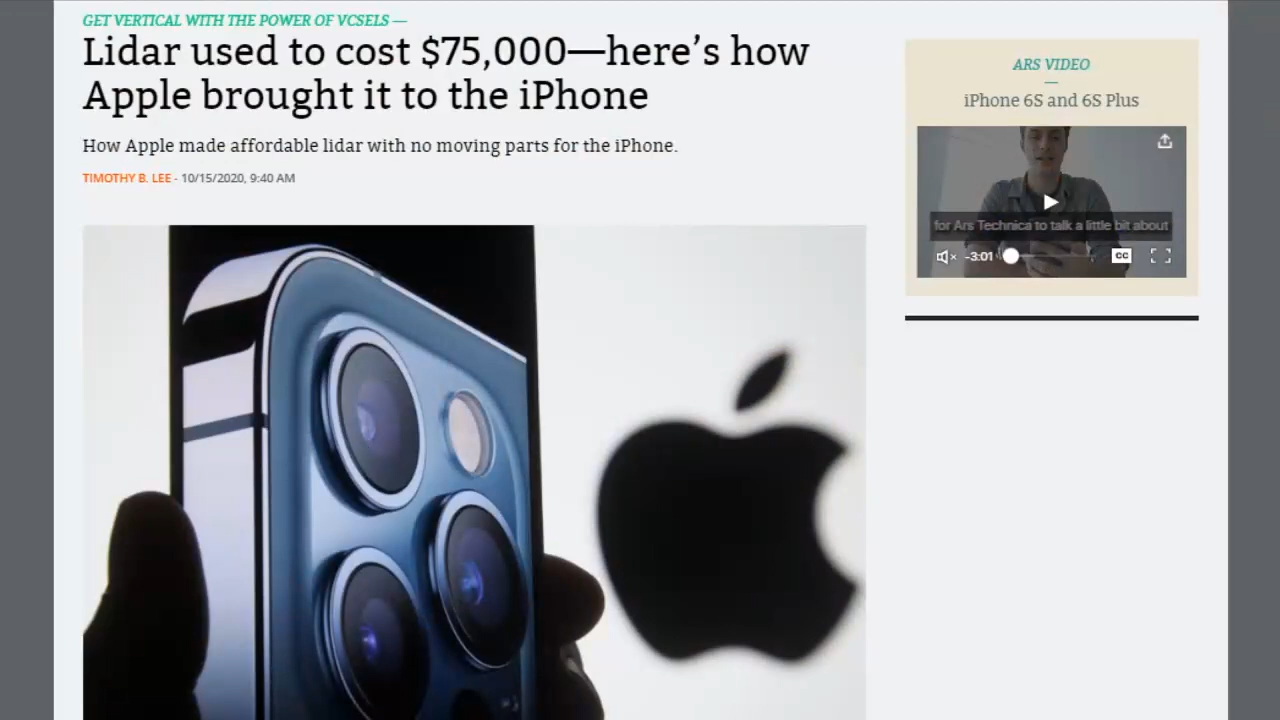 GET VERTICAL WITH THE POWER OF VCSELS —
Lidar used to cost $75,000—here’s how
Apple brought it to the iPhone
How Apple made affordable lidar with no moving parts for the iPhone.
TIMOTHY B. LEE - 10/15/2020, 9:40 AM
ARS VIDEO
—
iPhone 6S and 6S Plus
for Ars Technica to talk a little bit about
-3:01
CC